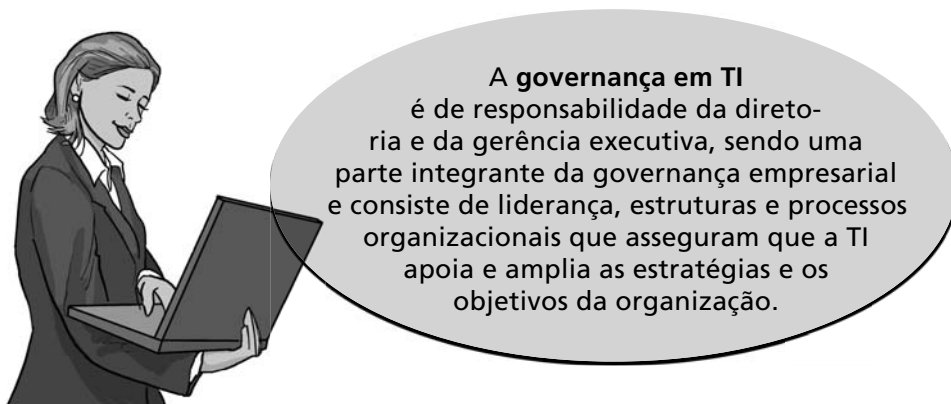 A governança em TI
é de responsabilidade da direto-
ria e da gerência executiva, sendo uma
parte integrante da governança empresarial
e consiste de liderança, estruturas e processos
organizacionais que asseguram que a TI
apoia e amplia as estratégias e os
objetivos da organização.